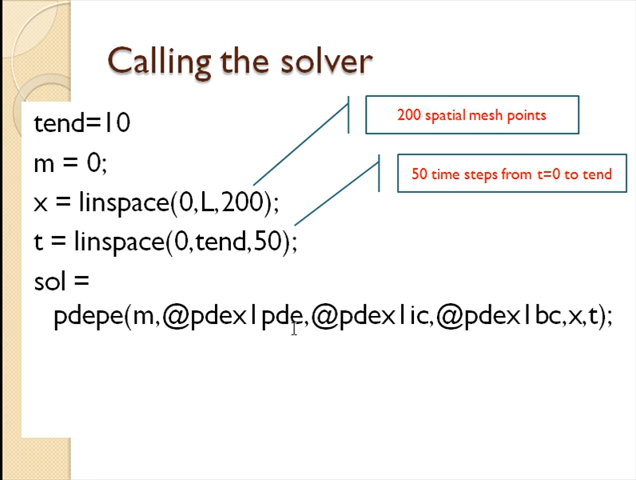 Calling the solver
200 spatial mesh points
tend=10
m = 0;
50 time steps from t=0 to tend
x = linspace(0,L,200);
t = linspace(0,tend,50);
sol =
pdepe(m,@pdex1pde,@pdex1ic,@pdex1bc,x,t);